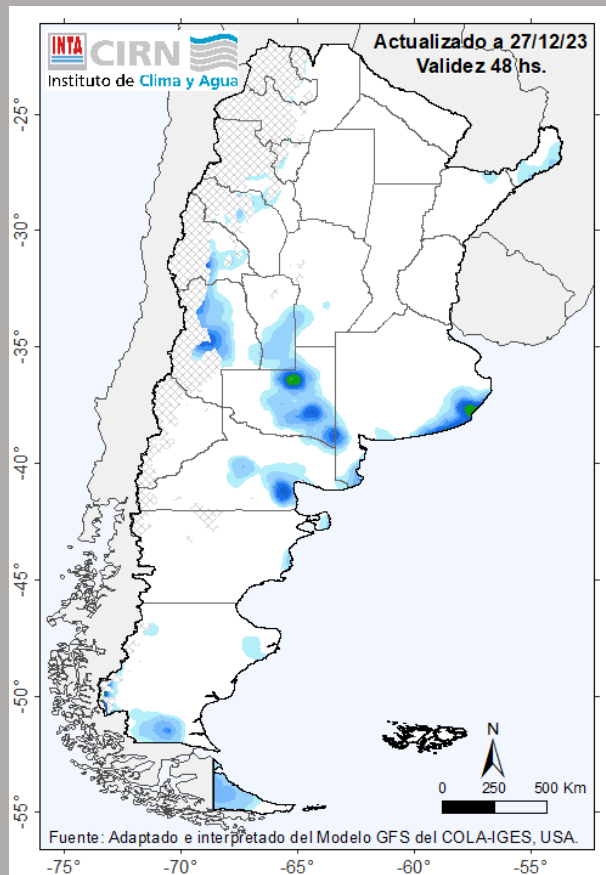 INTA CIRN
Instituto de Clima y Agua
Actualizado a 27/12/23
Validez 48 hs.
-25°
-30°
-35°
-40°
-45°
-50°
-55°
N
0 250 500 Km
Fuente: Adaptado e interpretado del Modelo GFS del COLA-IGES, USA.
-75° -70° -65° -60° -55°